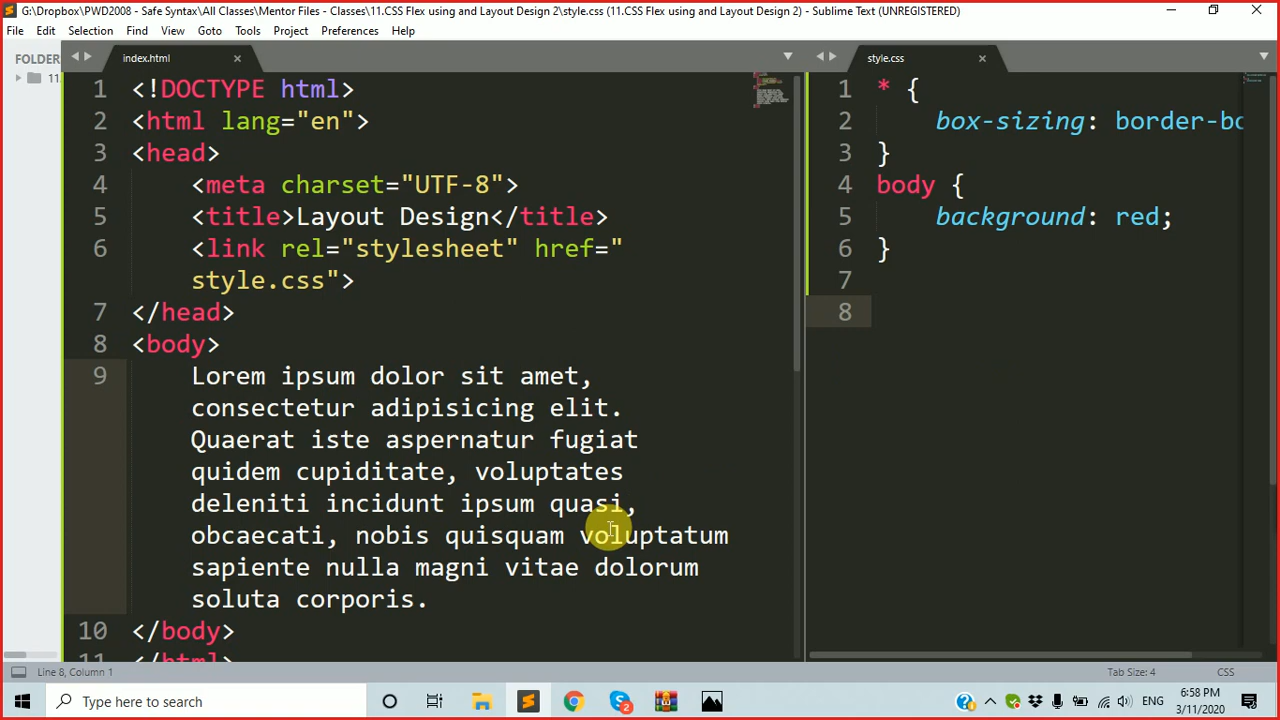 G:\Dropbox\PWD2008 - Safe Syntax\All Classes\Mentor Files - Classes\11.CSS Flex using and Layout Design 2\style.css (11.CSS Flex using and Layout Design 2) - Sublime Text (UNREGISTERED)
File Edit Selection Find View Goto Tools Project Preferences Help
FOLDERS
11.
index.html
1 <!DOCTYPE html>
2 <html lang="en">
3 <head>
4 <meta charset="UTF-8">
5 <title>Layout Design</title>
6 <link rel="stylesheet" href="
style.css">
7 </head>
8 <body>
9 Lorem ipsum dolor sit amet,
consectetur adipisicing elit.
Quaerat iste aspernatur fugiat
quidem cupiditate, voluptates
deleniti incidunt ipsum quasi,
obcaecati, nobis quisquam voluptatum
sapiente nulla magni vitae dolorum
soluta corporis.
10 </body>
11 </html>
style.css
1 * {
2 box-sizing: border-bo
3 }
4 body {
5 background: red;
6 }
7
8
Line 8, Column 1
Tab Size: 4
CSS
Type here to search
2
ENG
6:58 PM
3/11/2020